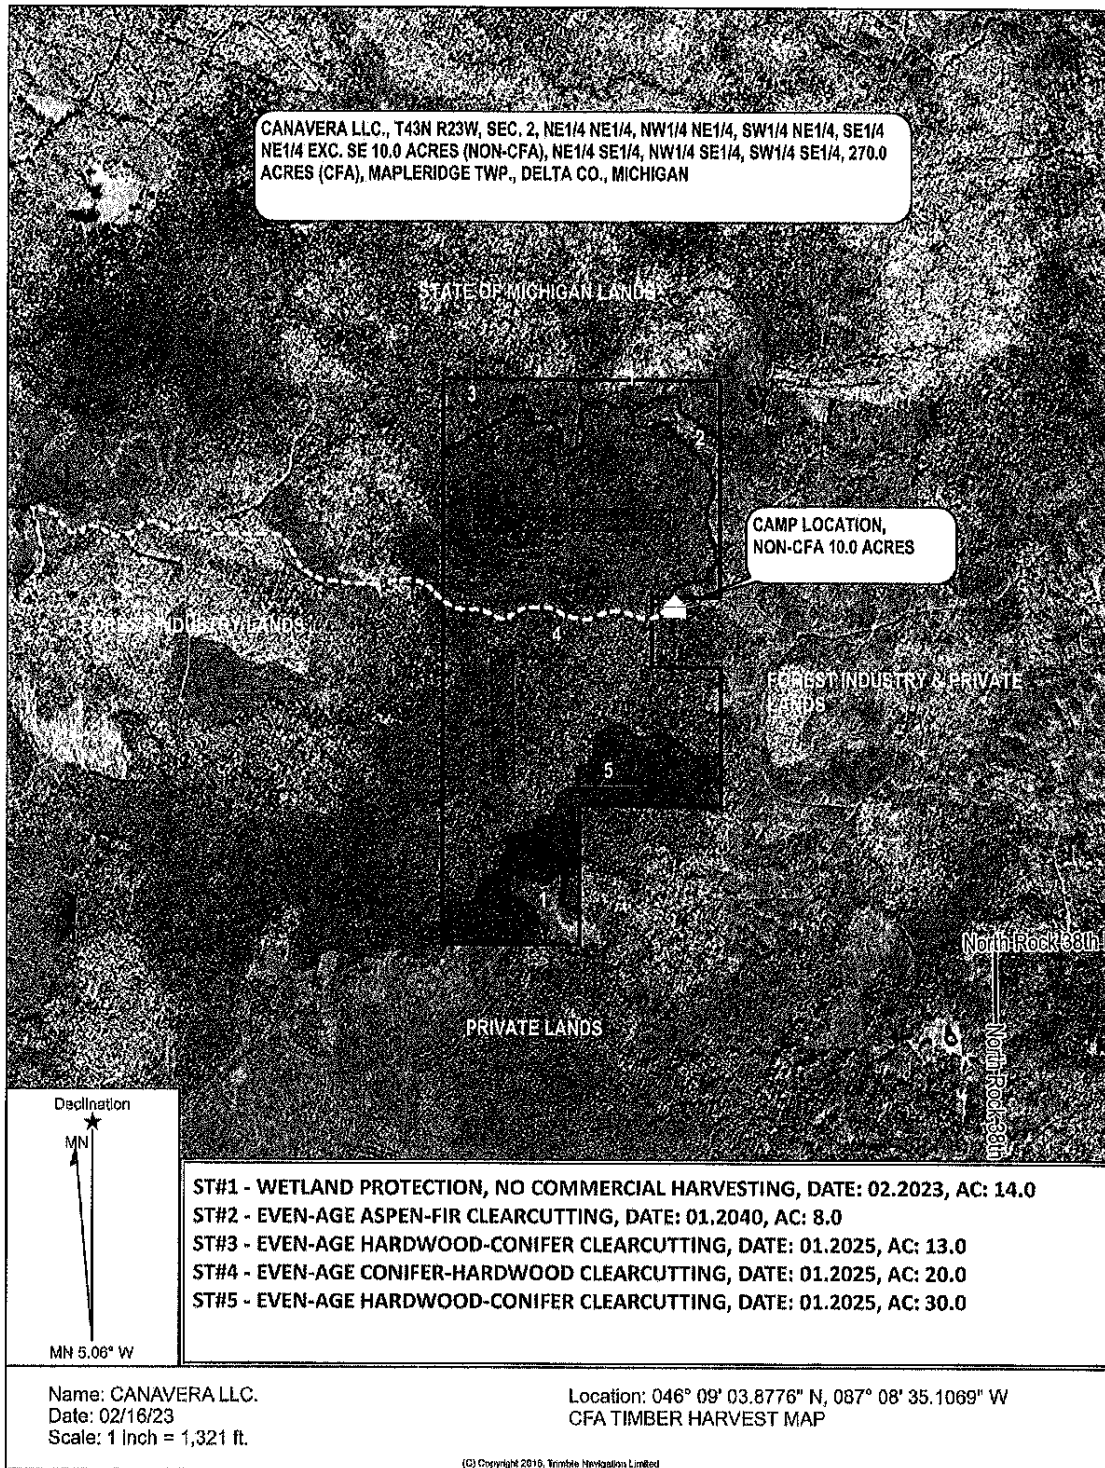 CANAVERA LLC., T43N R23W, SEC. 2, NE1/4 NE1/4, NW1/4 NE1/4, SW1/4 NE1/4, SE1/4
NE1/4 EXC. SE 10.0 ACRES (NON-CFA), NE1/4 SE1/4, NW1/4 SE1/4, SW1/4 SE1/4, 270.0
ACRES (CFA), MAPLERIDGE TWP., DELTA CO., MICHIGAN
STATE OF MICHIGAN LANDS
3
2
CAMP LOCATION,
NON-CFA 10.0 ACRES
FOREST INDUSTRY LANDS
4
FOREST INDUSTRY & PRIVATE
LANDS
5
1
North Rock 38th
North Rock 38th
PRIVATE LANDS
Declination
MN
MN 5.06° W
ST#1 - WETLAND PROTECTION, NO COMMERCIAL HARVESTING, DATE: 02.2023, AC: 14.0
ST#2 - EVEN-AGE ASPEN-FIR CLEARCUTTING, DATE: 01.2040, AC: 8.0
ST#3 - EVEN-AGE HARDWOOD-CONIFER CLEARCUTTING, DATE: 01.2025, AC: 13.0
ST#4 - EVEN-AGE CONIFER-HARDWOOD CLEARCUTTING, DATE: 01.2025, AC: 20.0
ST#5 - EVEN-AGE HARDWOOD-CONIFER CLEARCUTTING, DATE: 01.2025, AC: 30.0
Name: CANAVERA LLC.
Date: 02/16/23
Scale: 1 inch = 1,321 ft.
Location: 046° 09' 03.8776" N, 087° 08' 35.1069" W
CFA TIMBER HARVEST MAP
(C) Copyright 2016, Trimble Navigation Limited